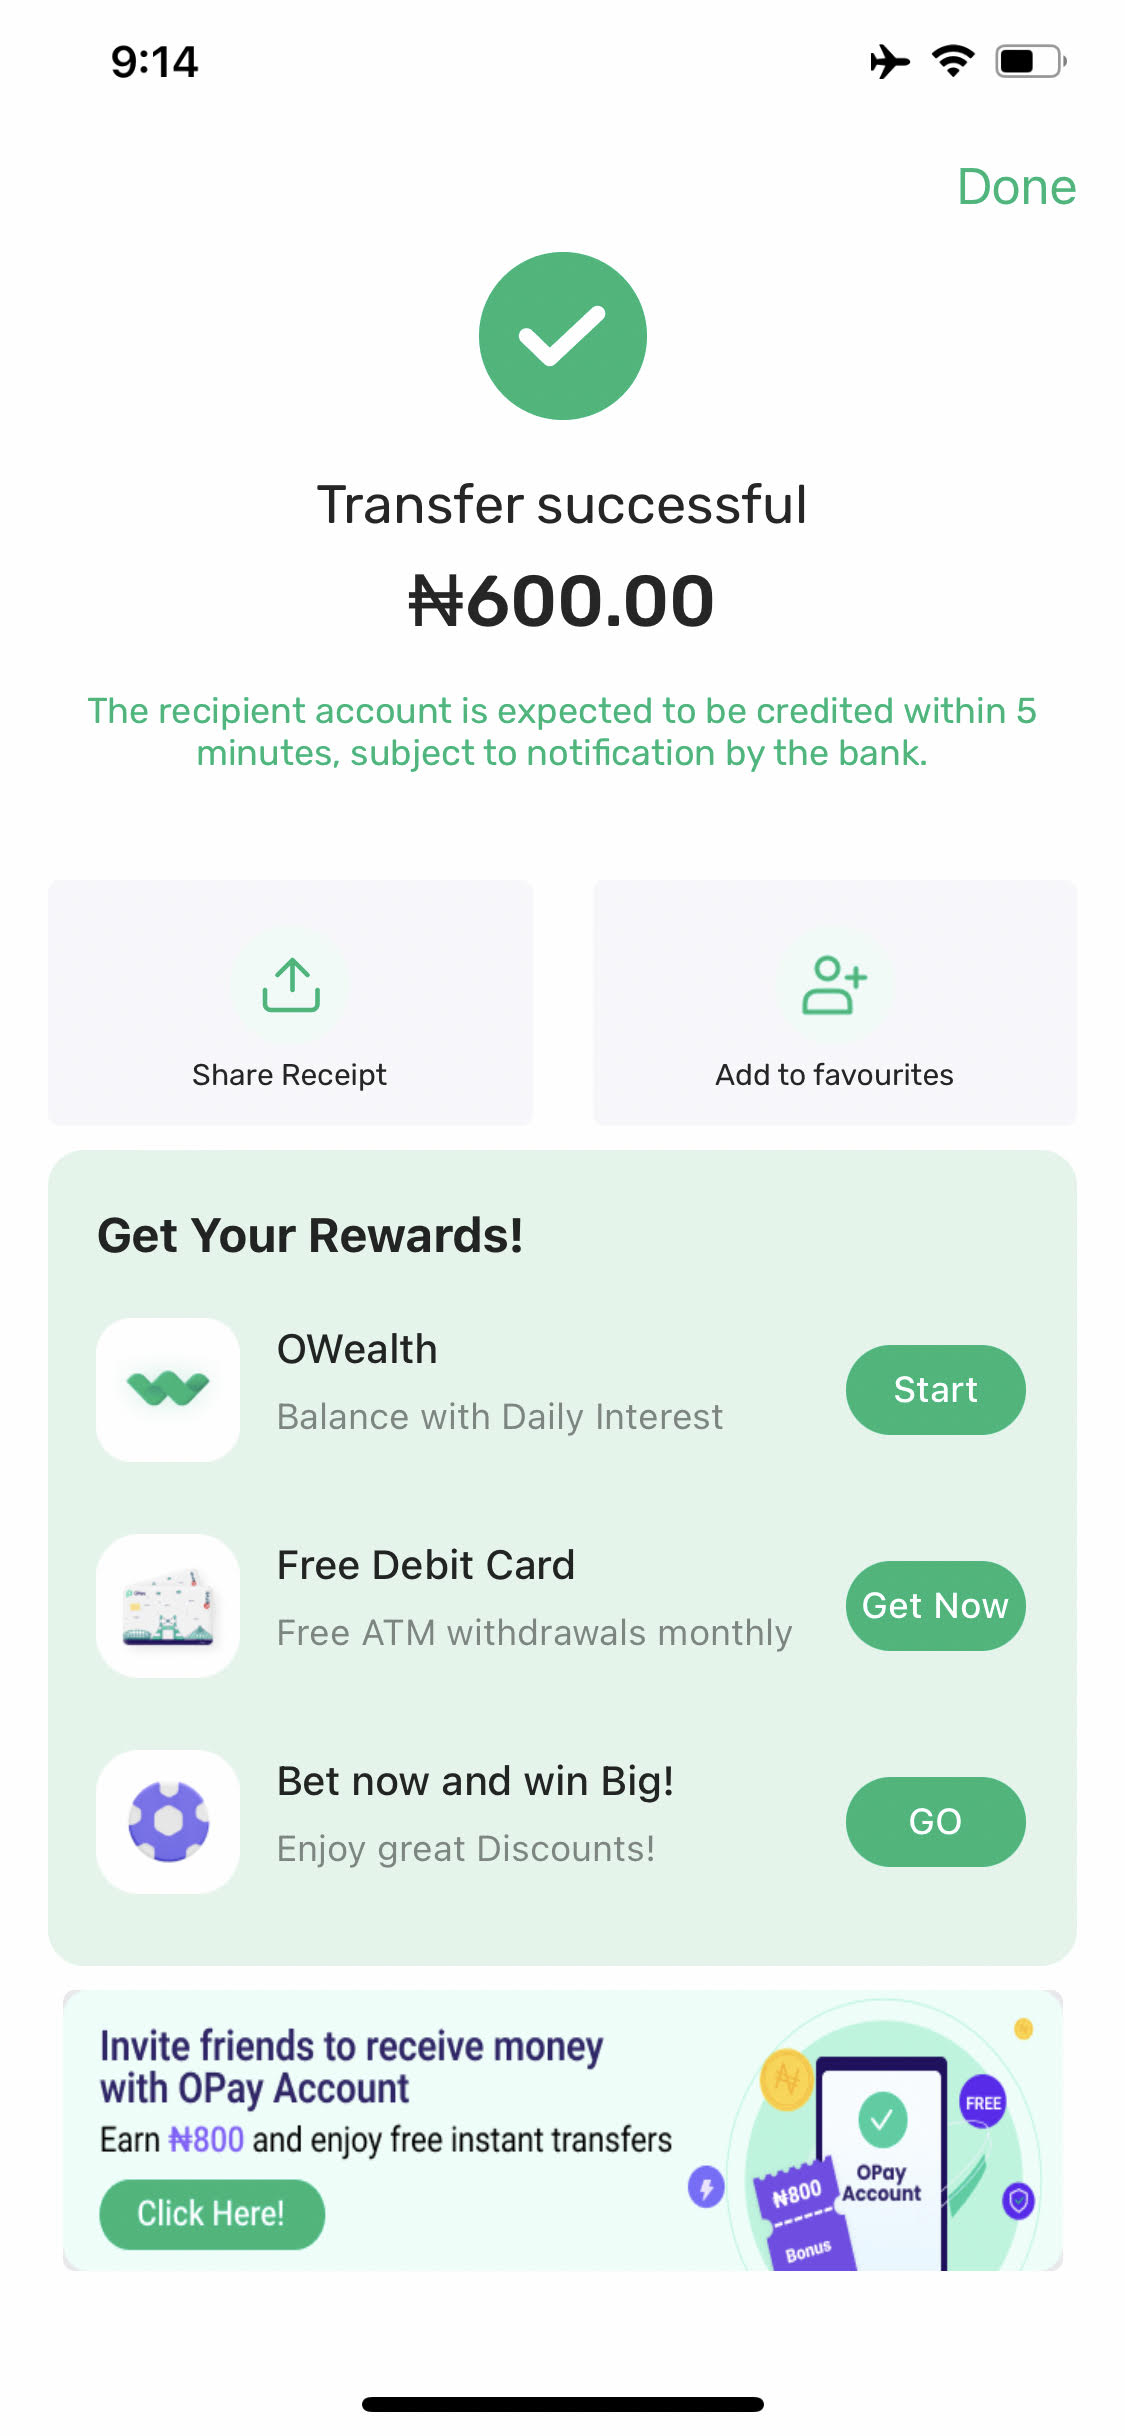 9:14
Done
Transfer successful
₦600.00
The recipient account is expected to be credited within 5
minutes, subject to notification by the bank.
Share Receipt
Add to favourites
Get Your Rewards!
OWealth
Balance with Daily Interest
Start
Free Debit Card
Free ATM withdrawals monthly
Get Now
Bet now and win Big!
Enjoy great Discounts!
GO
Invite friends to receive money
with OPay Account
Earn ₦800 and enjoy free instant transfers
Click Here!
FREE
OPay
Account
₦800
Bonus